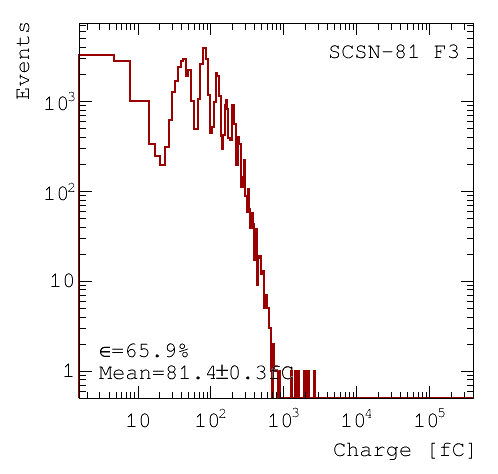 Events
SCSN-81 F3
10³
10²
10
1
ϵ=65.9%
Mean=81.4±0.3fC
10 10² 10³ 10⁴ 10⁵
Charge [fC]